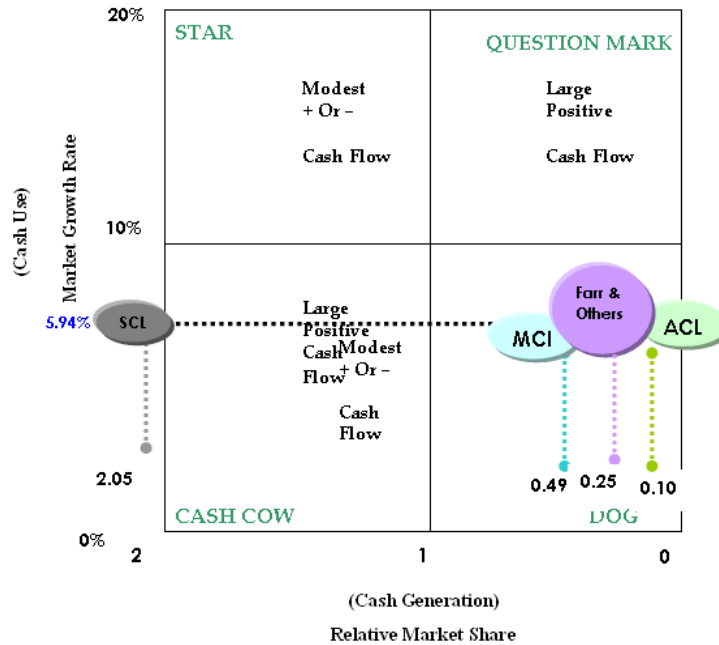 20%
STAR
QUESTION MARK
Modest
+ Or –
Cash Flow
Large
Positive
Cash Flow
(Cash Use)
Market Growth Rate
10%
5.94%
SCL
Large
Positive
Cash
Flow
Modest
+ Or –
Cash
Flow
MCI
Farr &
Others
ACL
2.05
0.49
0.25
0.10
CASH COW
DOG
0%
2
1
0
(Cash Generation)
Relative Market Share